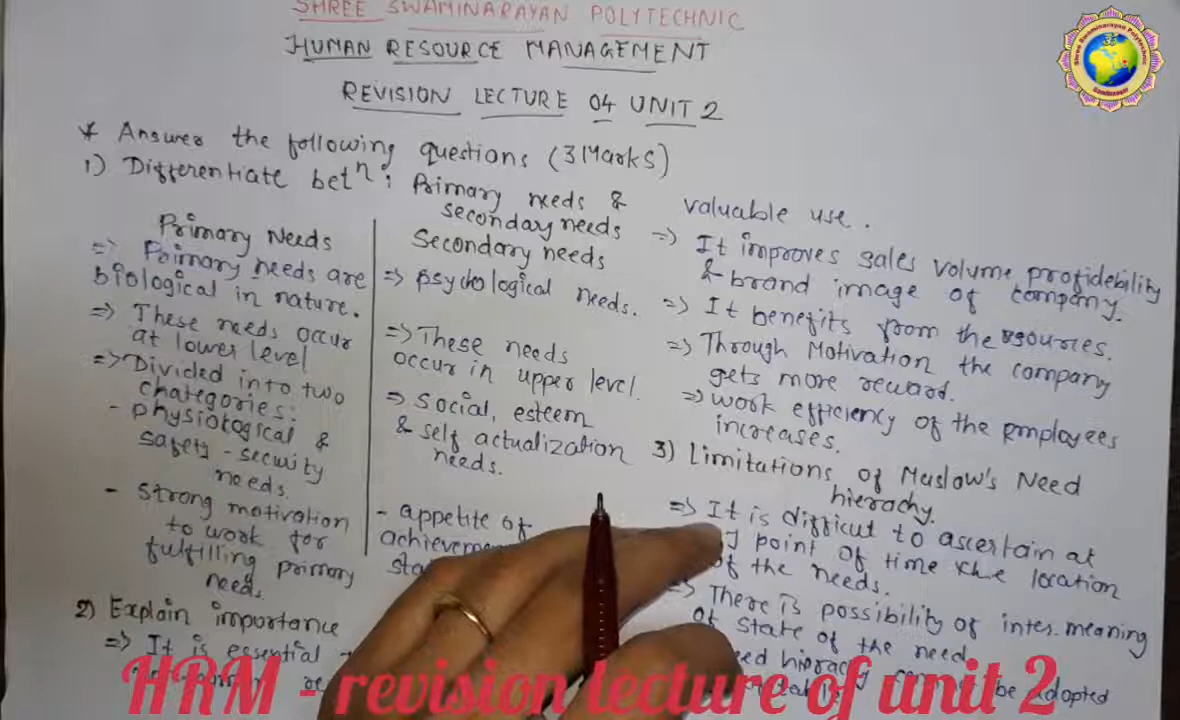 SHREE SWAMINARAYAN POLYTECHNIC
HUMAN RESOURCE MANAGEMENT
REVISION LECTURE 04 UNIT 2
* Answer the following questions (3 Marks)
1) Differentiate betⁿ : Primary needs &
secondary needs
Primary Needs
=> Primary needs are
biological in nature.
=> These needs occur
at lower level
=> Divided into two
chategories:
- physiological &
safety - security
needs.
- strong motivation
to work for
fulfilling primary
needs.
Secondary needs
=> psychological needs.
=> These needs
occur in upper level.
=> social, esteem
& self actualization
needs.
- appetite of
2) Explain importance
=> It is essential
valuable use.
=> It improves sales volume profidebility
& brand image of company.
=> It benefits from the resources.
=> Through Motivation the company
gets more reward.
=> work efficiency of the employees
increases.
3) Limitations of Maslow's Need
hierachy.
=> It is difficut to ascertain at
point of time the location
of the needs.
=> There is possibility of inter. meaning
of state of the need
be adopted
HRM - revision lecture of unit 2
Shree Swaminarayan Polytechnic